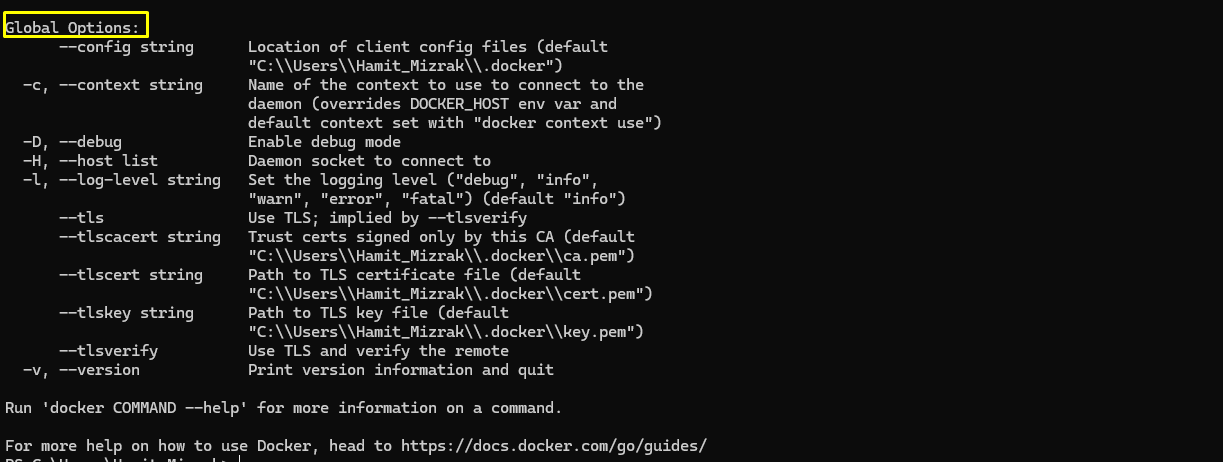 Global Options:
--config string Location of client config files (default
"C:\\Users\\Hamit_Mizrak\\.docker")
-c, --context string Name of the context to use to connect to the
daemon (overrides DOCKER_HOST env var and
default context set with "docker context use")
-D, --debug Enable debug mode
-H, --host list Daemon socket to connect to
-l, --log-level string Set the logging level ("debug", "info",
"warn", "error", "fatal") (default "info")
--tls Use TLS; implied by --tlsverify
--tlscacert string Trust certs signed only by this CA (default
"C:\\Users\\Hamit_Mizrak\\.docker\\ca.pem")
--tlscert string Path to TLS certificate file (default
"C:\\Users\\Hamit_Mizrak\\.docker\\cert.pem")
--tlskey string Path to TLS key file (default
"C:\\Users\\Hamit_Mizrak\\.docker\\key.pem")
--tlsverify Use TLS and verify the remote
-v, --version Print version information and quit
Run 'docker COMMAND --help' for more information on a command.
For more help on how to use Docker, head to https://docs.docker.com/go/guides/
PS C:\Users\Hamit_Mizrak>